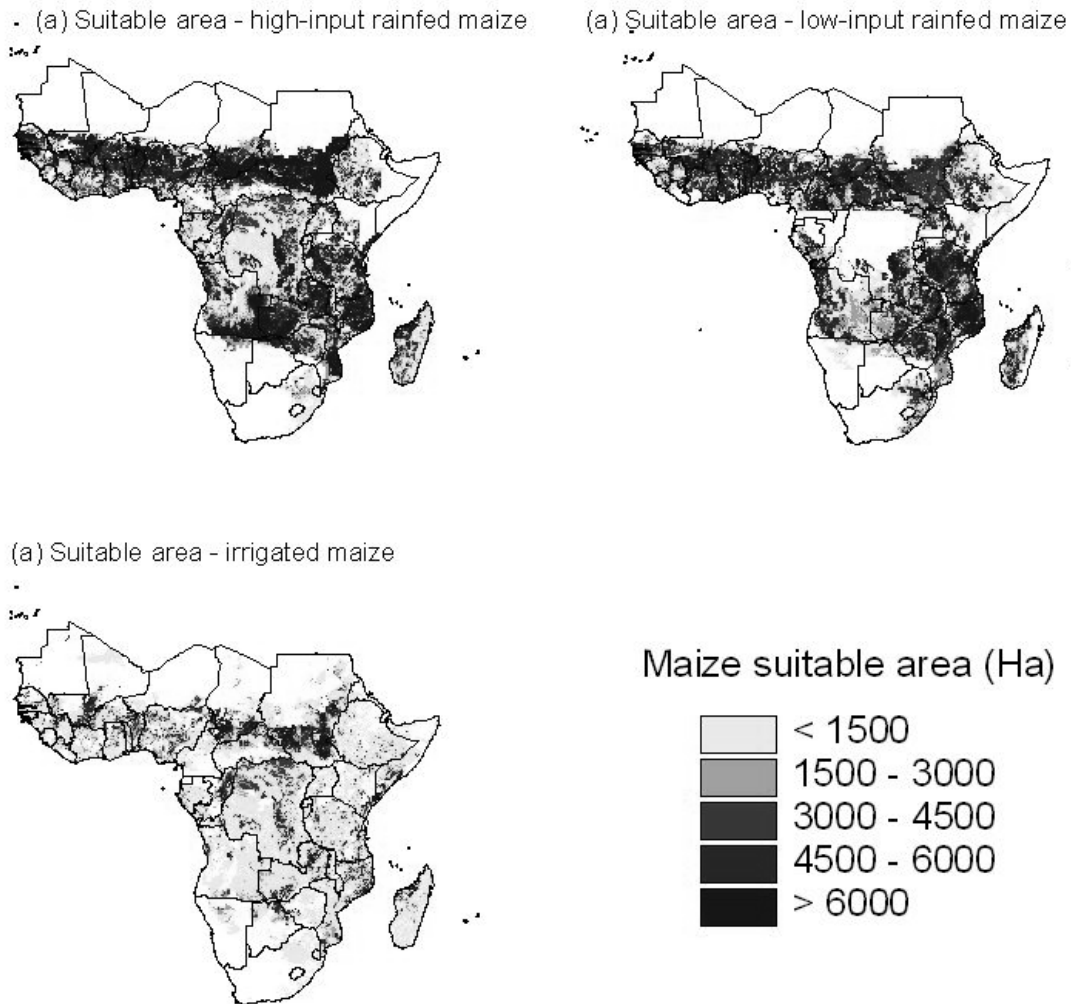 (a) Suitable area - high-input rainfed maize
(a) Suitable area - low-input rainfed maize
(a) Suitable area - irrigated maize
Maize suitable area (Ha)
< 1500
1500 - 3000
3000 - 4500
4500 - 6000
> 6000